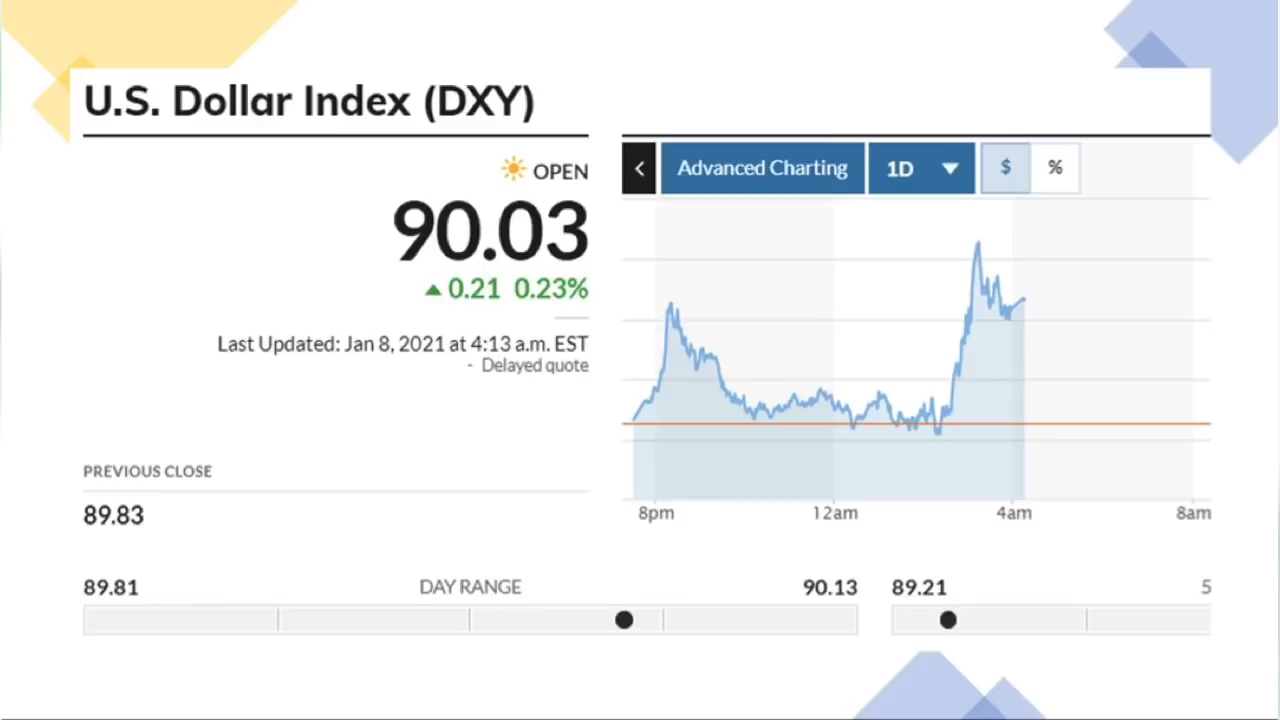 U.S. Dollar Index (DXY)
OPEN
90.03
0.21 0.23%
Last Updated: Jan 8, 2021 at 4:13 a.m. EST
- Delayed quote
PREVIOUS CLOSE
89.83
Advanced Charting
1D
$
%
8pm 12am 4am 8am
89.81 DAY RANGE 90.13
89.21 5